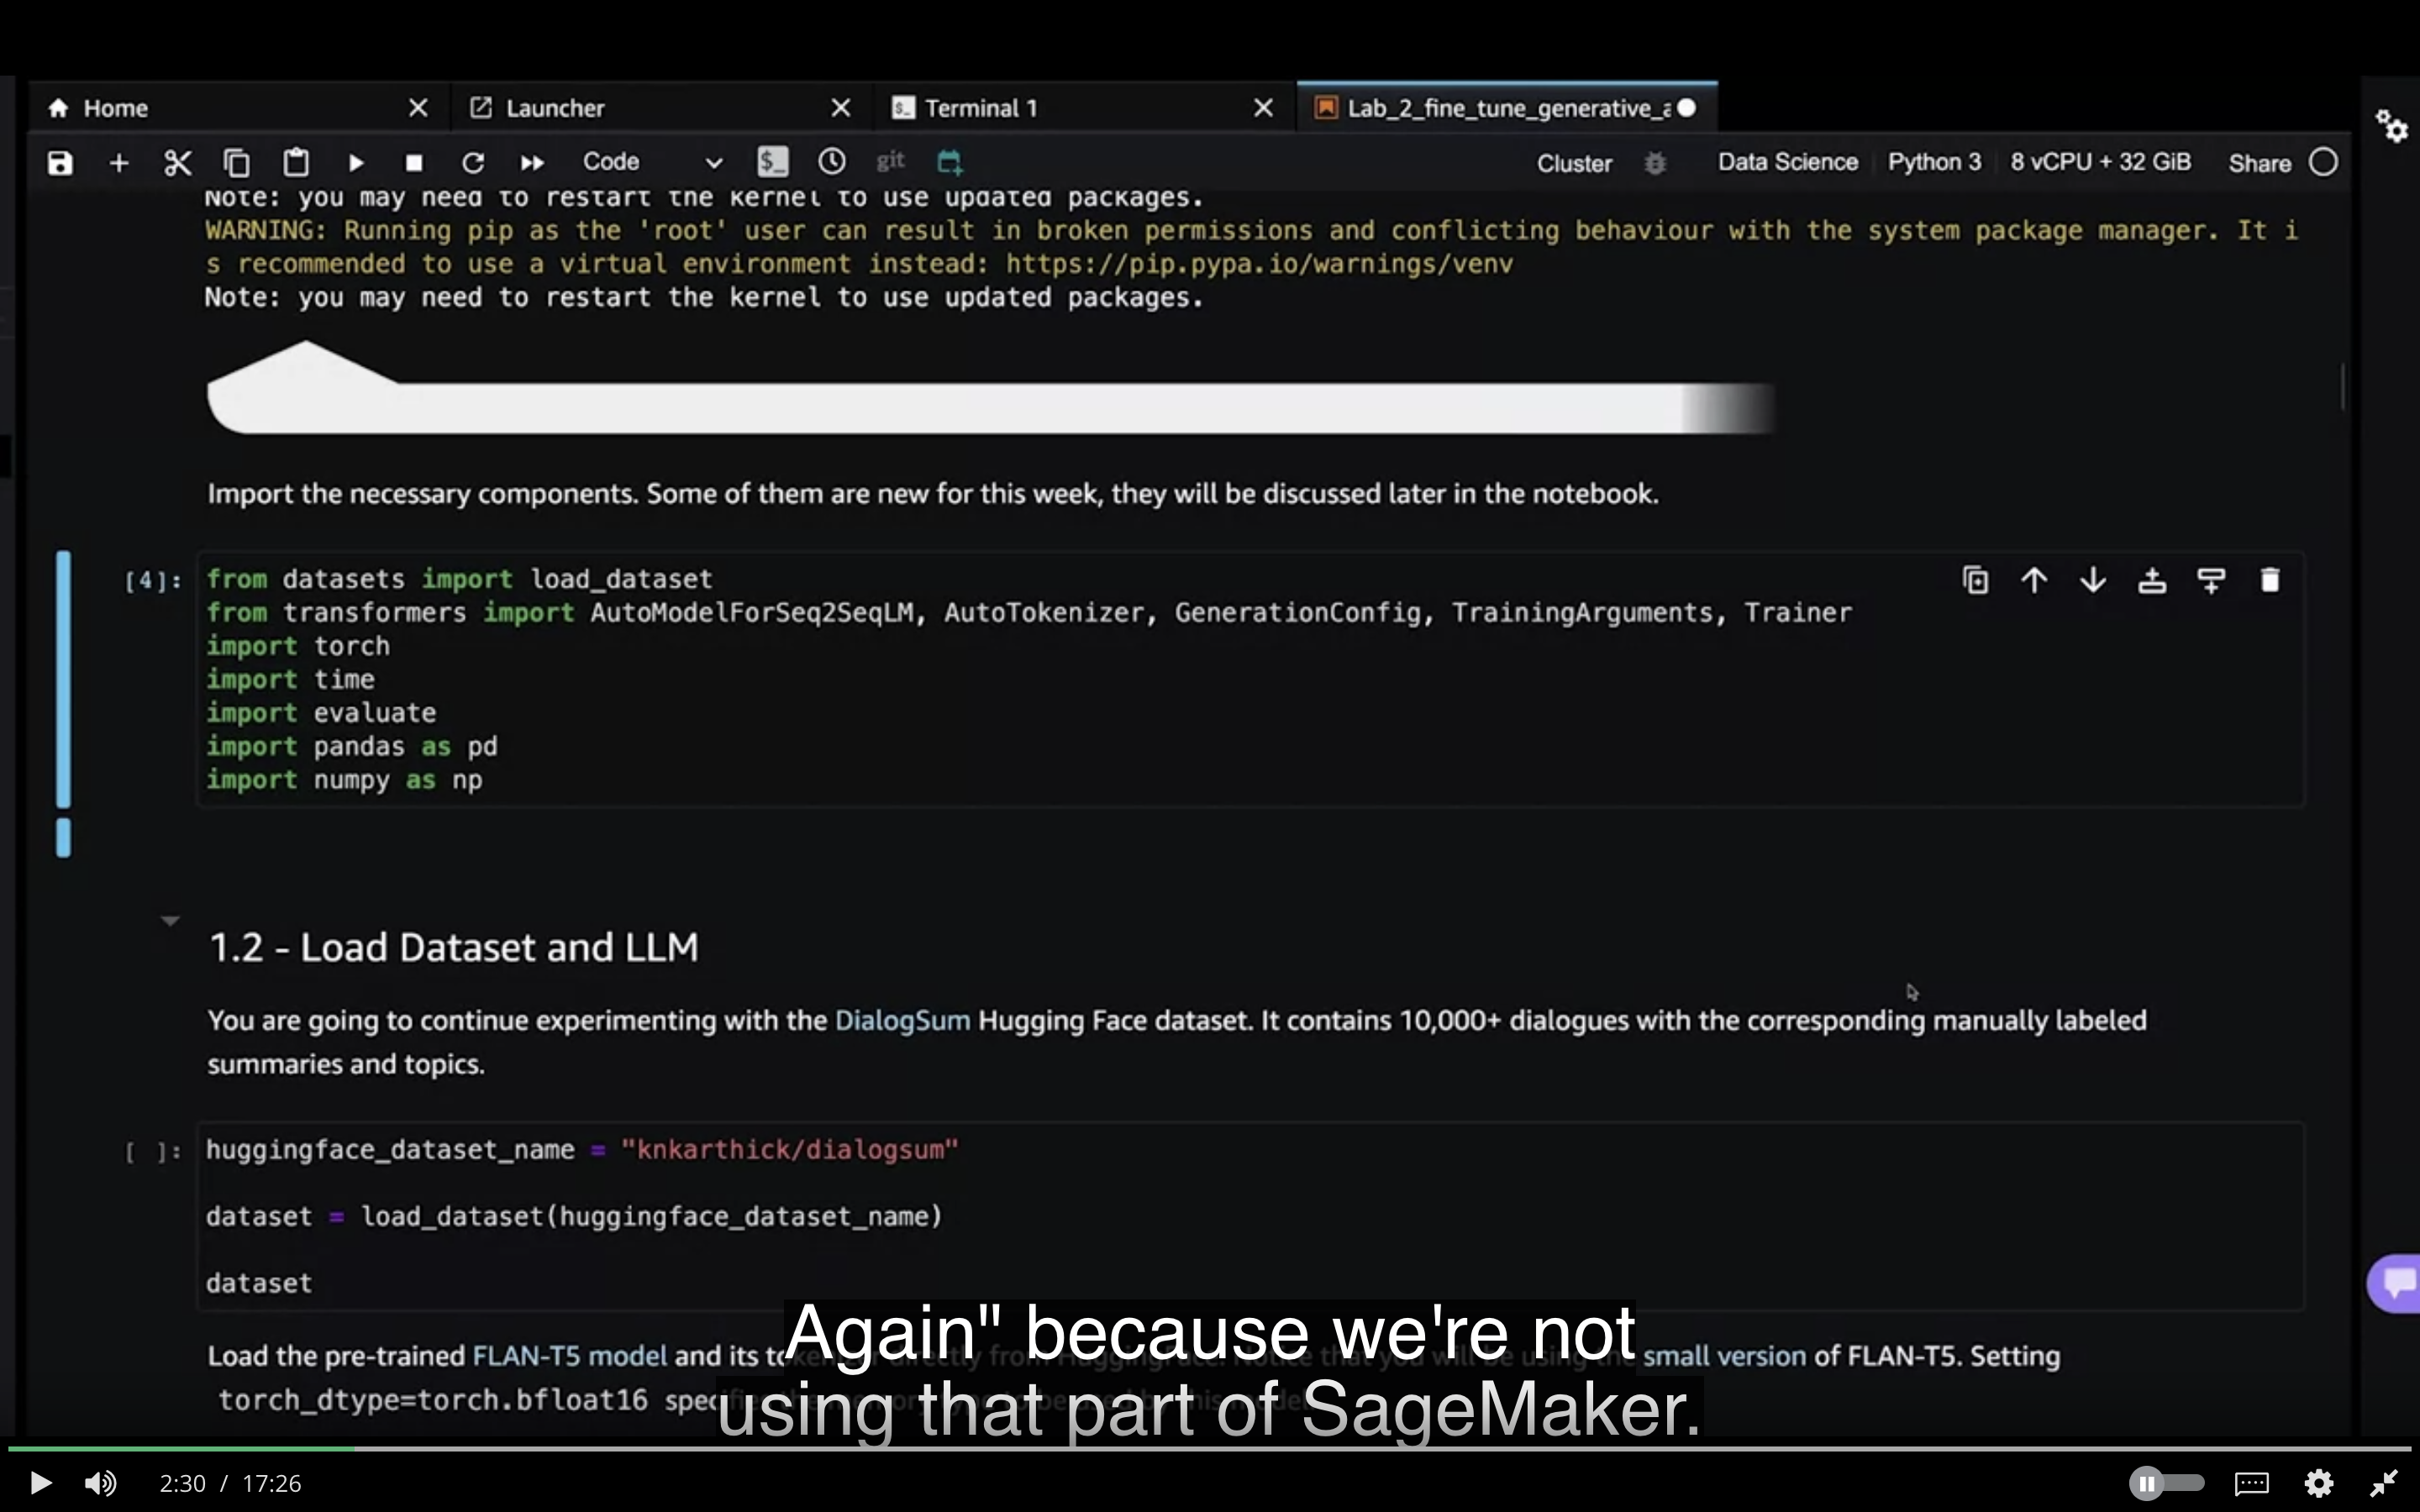 Home
Launcher
Terminal 1
Lab_2_fine_tune_generative_a
Code
git
Cluster
Data Science
Python 3
8 vCPU + 32 GiB
Share
Note: you may need to restart the kernel to use updated packages.
WARNING: Running pip as the 'root' user can result in broken permissions and conflicting behaviour with the system package manager. It i
s recommended to use a virtual environment instead: https://pip.pypa.io/warnings/venv
Note: you may need to restart the kernel to use updated packages.
Import the necessary components. Some of them are new for this week, they will be discussed later in the notebook.
[4]:
from datasets import load_dataset
from transformers import AutoModelForSeq2SeqLM, AutoTokenizer, GenerationConfig, TrainingArguments, Trainer
import torch
import time
import evaluate
import pandas as pd
import numpy as np
1.2 - Load Dataset and LLM
You are going to continue experimenting with the DialogSum Hugging Face dataset. It contains 10,000+ dialogues with the corresponding manually labeled
summaries and topics.
[ ]:
huggingface_dataset_name = "knkarthick/dialogsum"
dataset = load_dataset(huggingface_dataset_name)
dataset
Load the pre-trained FLAN-T5 model and its small version of FLAN-T5. Setting
torch_dtype=torch.bfloat16
Again" because we're not
using that part of SageMaker.
2:30 / 17:26